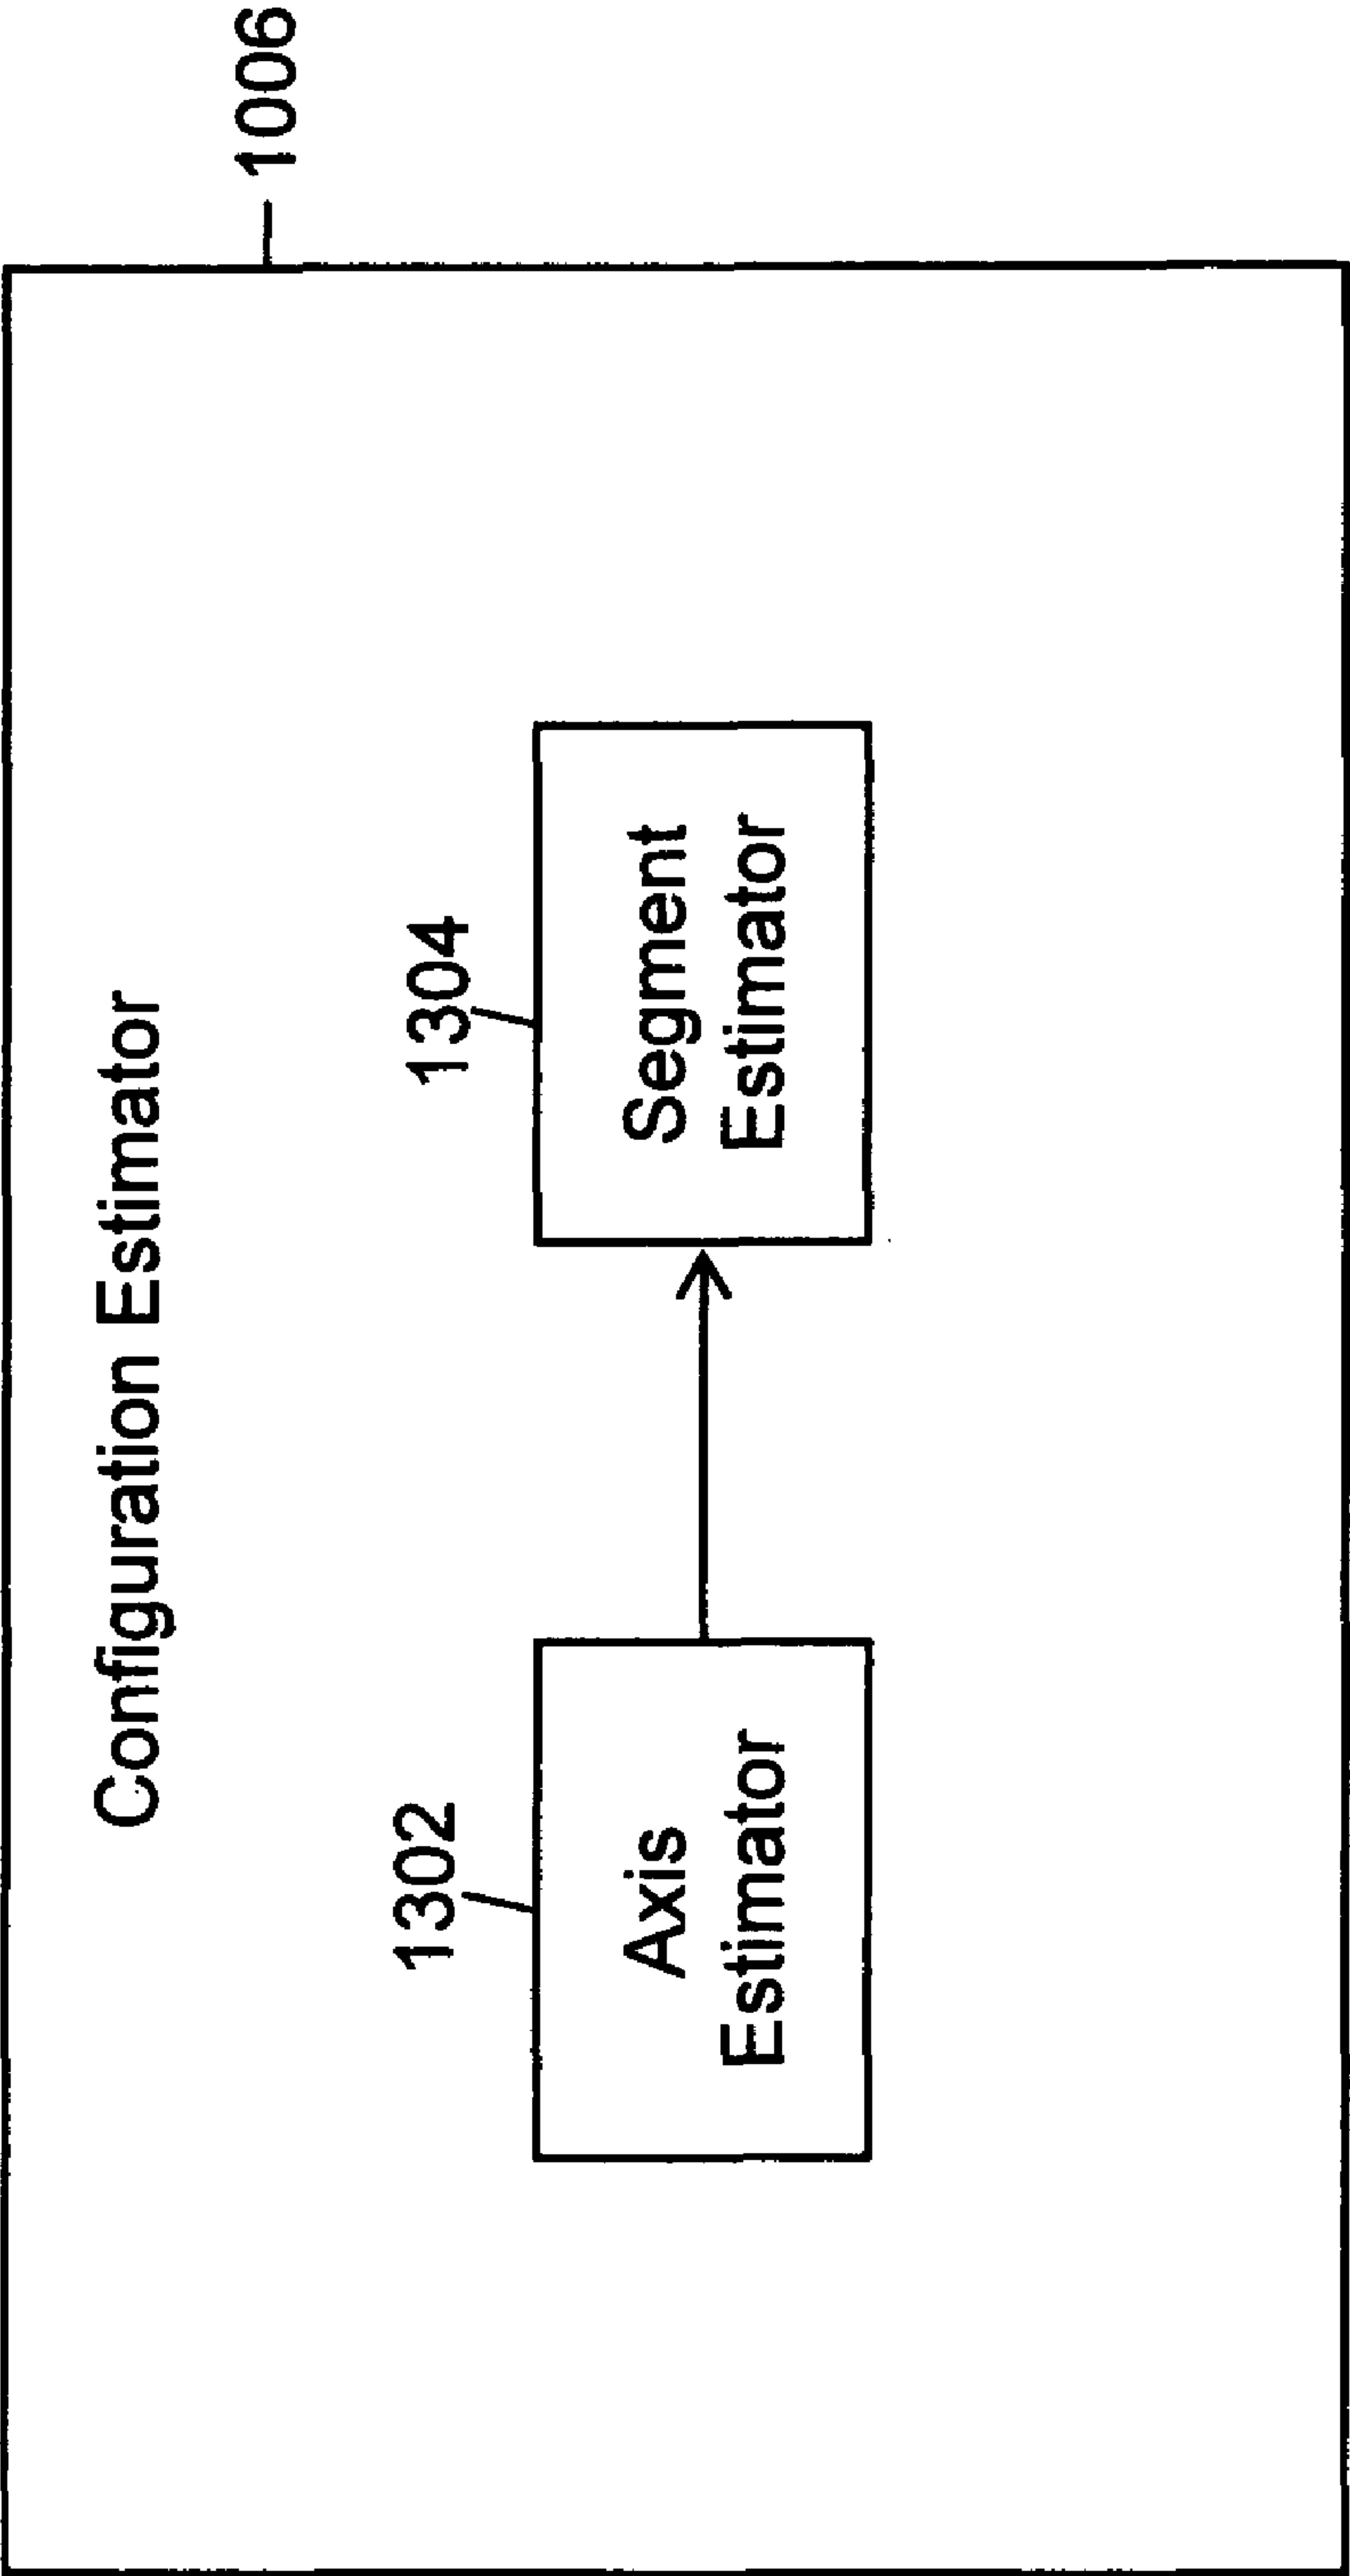 Configuration Estimator
1006
1302
Axis
Estimator
1304
Segment
Estimator